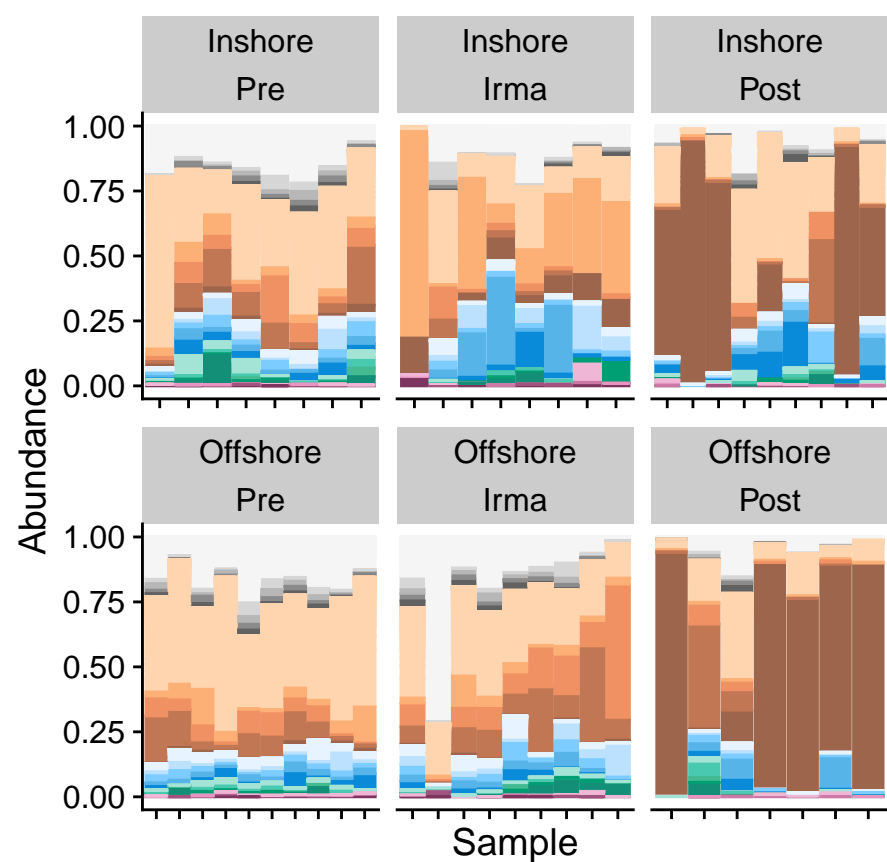 Inshore
Pre
Inshore
Irma
Inshore
Post
1.00
0.75
0.50
0.25
0.00
Offshore
Pre
Offshore
Irma
Offshore
Post
1.00
0.75
0.50
0.25
0.00
Abundance
Sample